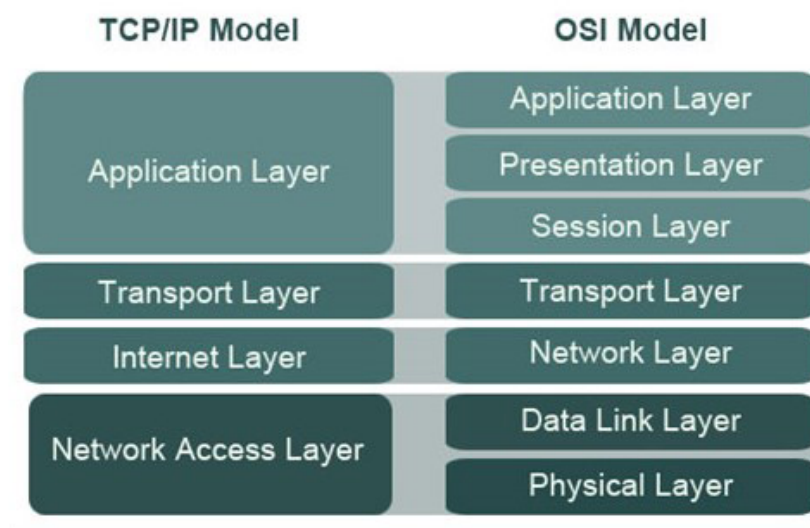 TCP/IP Model
OSI Model
Application Layer
Transport Layer
Internet Layer
Network Access Layer
Application Layer
Presentation Layer
Session Layer
Transport Layer
Network Layer
Data Link Layer
Physical Layer